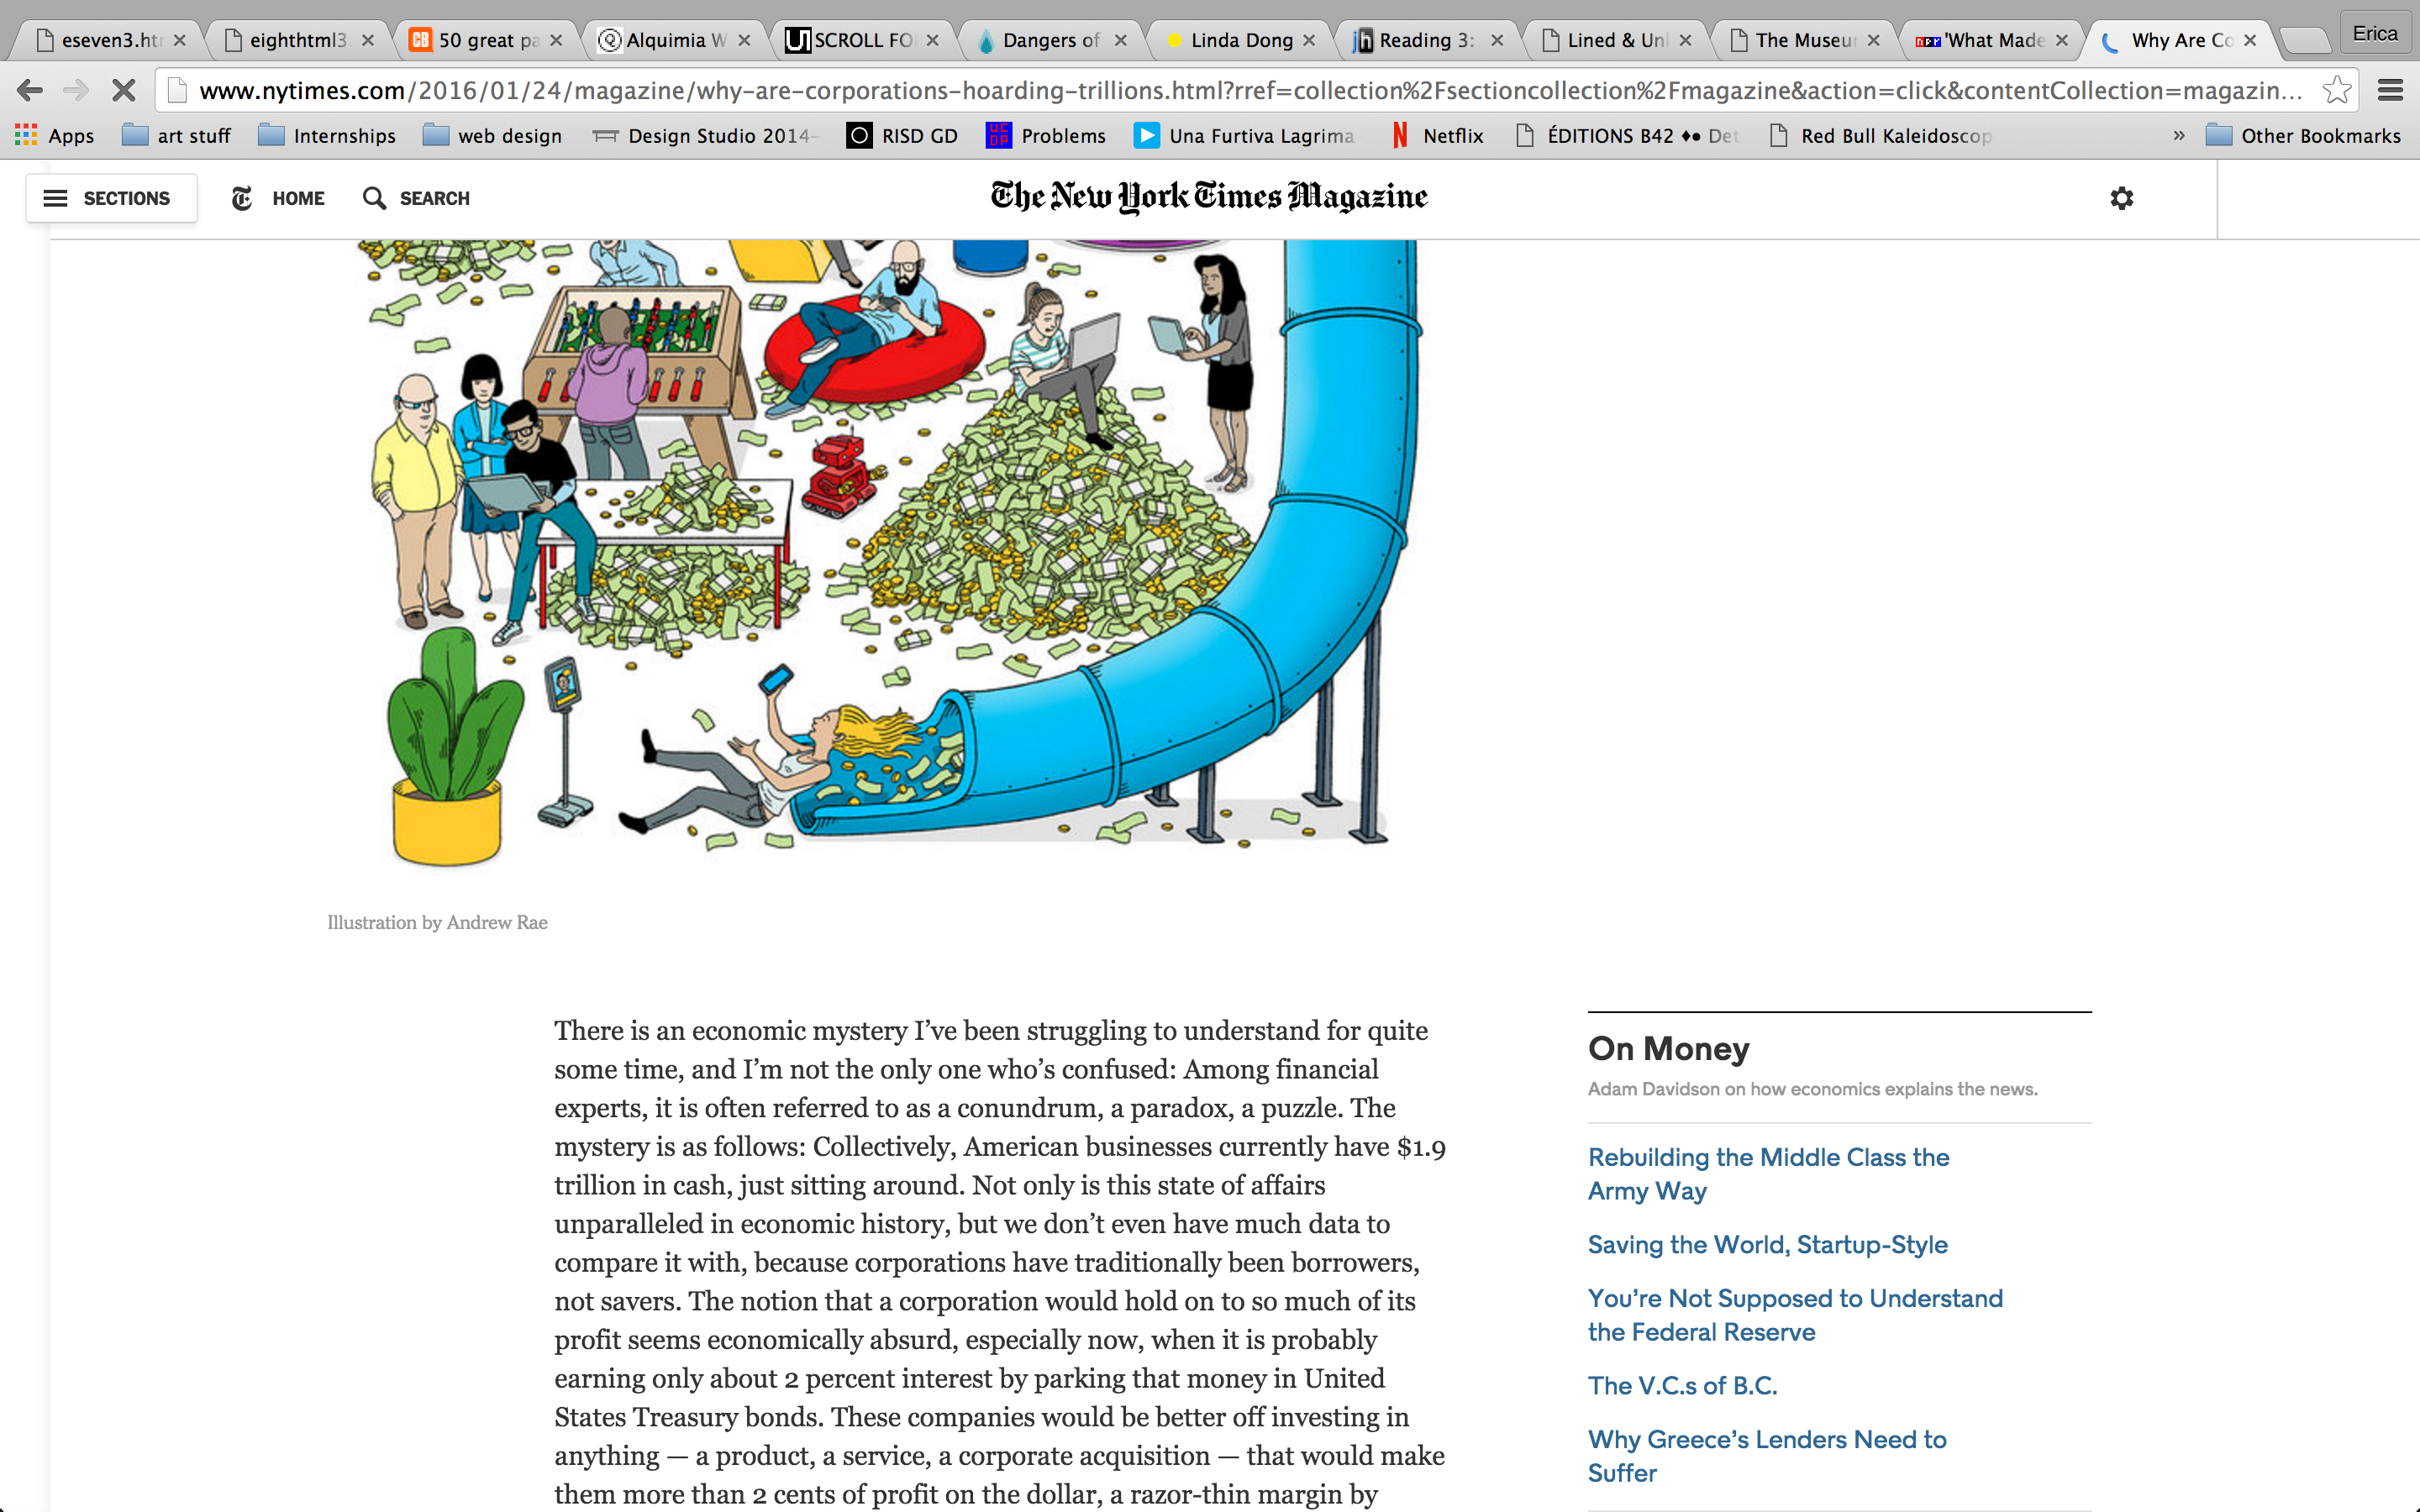 eseven3.ht
eighthtml3
50 great pa
Alquimia W
SCROLL FO
Dangers of
Linda Dong
Reading 3:
Lined & Unl
The Museu
'What Made
Why Are Co
Erica
www.nytimes.com/2016/01/24/magazine/why-are-corporations-hoarding-trillions.html?rref=collection%2Fsectioncollection%2Fmagazine&action=click&contentCollection=magazin...
Apps
art stuff
Internships
web design
Design Studio 2014-
RISD GD
Problems
Una Furtiva Lagrima
Netflix
ÉDITIONS B42 ♦● Det
Red Bull Kaleidoscop
»
Other Bookmarks
SECTIONS
HOME
SEARCH
The New York Times Magazine
Illustration by Andrew Rae
There is an economic mystery I’ve been struggling to understand for quite
some time, and I’m not the only one who’s confused: Among financial
experts, it is often referred to as a conundrum, a paradox, a puzzle. The
mystery is as follows: Collectively, American businesses currently have $1.9
trillion in cash, just sitting around. Not only is this state of affairs
unparalleled in economic history, but we don’t even have much data to
compare it with, because corporations have traditionally been borrowers,
not savers. The notion that a corporation would hold on to so much of its
profit seems economically absurd, especially now, when it is probably
earning only about 2 percent interest by parking that money in United
States Treasury bonds. These companies would be better off investing in
anything — a product, a service, a corporate acquisition — that would make
them more than 2 cents of profit on the dollar, a razor-thin margin by
On Money
Adam Davidson on how economics explains the news.
Rebuilding the Middle Class the
Army Way
Saving the World, Startup-Style
You’re Not Supposed to Understand
the Federal Reserve
The V.C.s of B.C.
Why Greece’s Lenders Need to
Suffer